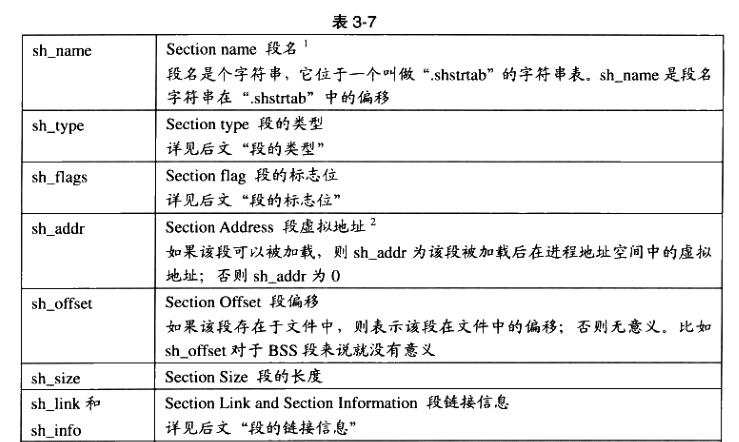 表 3-7
sh_name
Section name 段名 1
段名是个字符串，它位于一个叫做“.shstrtab”的字符串表。sh_name 是段名
字符串在“.shstrtab”中的偏移
sh_type
Section type 段的类型
详见后文“段的类型”
sh_flags
Section flag 段的标志位
详见后文“段的标志位”
sh_addr
Section Address 段虚拟地址 2
如果该段可以被加载，则 sh_addr 为该段被加载后在进程地址空间中的虚拟
地址；否则 sh_addr 为 0
sh_offset
Section Offset 段偏移
如果该段存在于文件中，则表示该段在文件中的偏移；否则无意义。比如
sh_offset 对于 BSS 段来说就没有意义
sh_size
Section Size 段的长度
sh_link 和
sh_info
Section Link and Section Information 段链接信息
详见后文“段的链接信息”